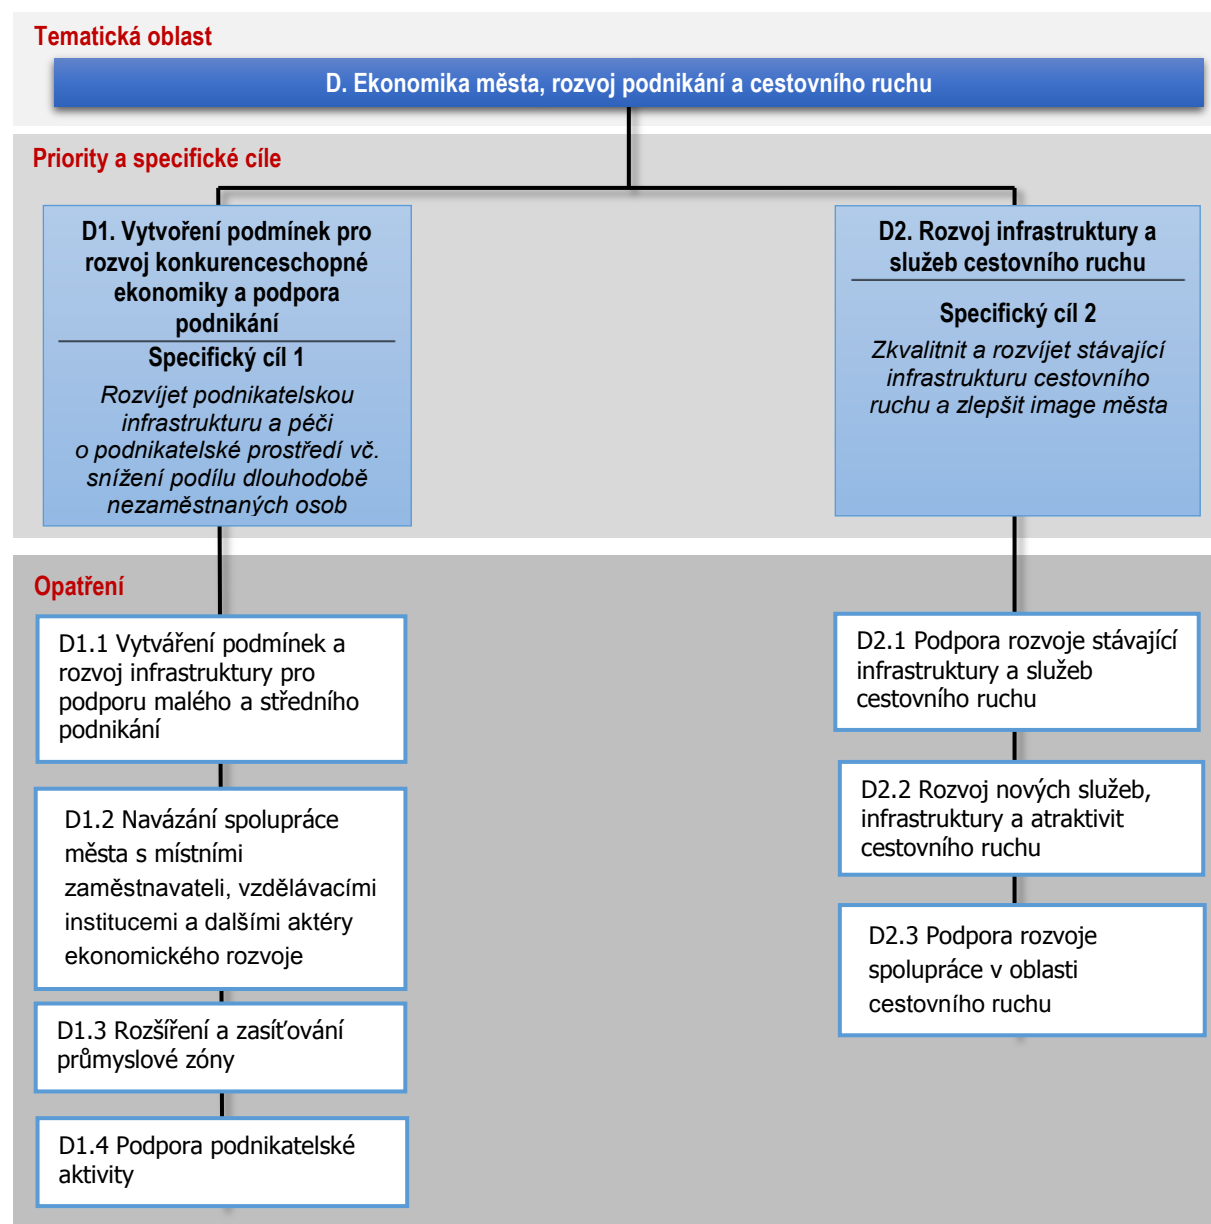 Tematická oblast
D. Ekonomika města, rozvoj podnikání a cestovního ruchu
Priority a specifické cíle
D1. Vytvoření podmínek pro
rozvoj konkurenceschopné
ekonomiky a podpora
podnikání
Specifický cíl 1
Rozvíjet podnikatelskou
infrastrukturu a péči
o podnikatelské prostředí vč.
snížení podílu dlouhodobě
nezaměstnaných osob
D2. Rozvoj infrastruktury a
služeb cestovního ruchu
Specifický cíl 2
Zkvalitnit a rozvíjet stávající
infrastrukturu cestovního
ruchu a zlepšit image města
Opatření
D1.1 Vytváření podmínek a
rozvoj infrastruktury pro
podporu malého a středního
podnikání
D1.2 Navázání spolupráce
města s místními
zaměstnavateli, vzdělávacími
institucemi a dalšími aktéry
ekonomického rozvoje
D1.3 Rozšíření a zasíťování
průmyslové zóny
D1.4 Podpora podnikatelské
aktivity
D2.1 Podpora rozvoje stávající
infrastruktury a služeb
cestovního ruchu
D2.2 Rozvoj nových služeb,
infrastruktury a atraktivit
cestovního ruchu
D2.3 Podpora rozvoje
spolupráce v oblasti
cestovního ruchu